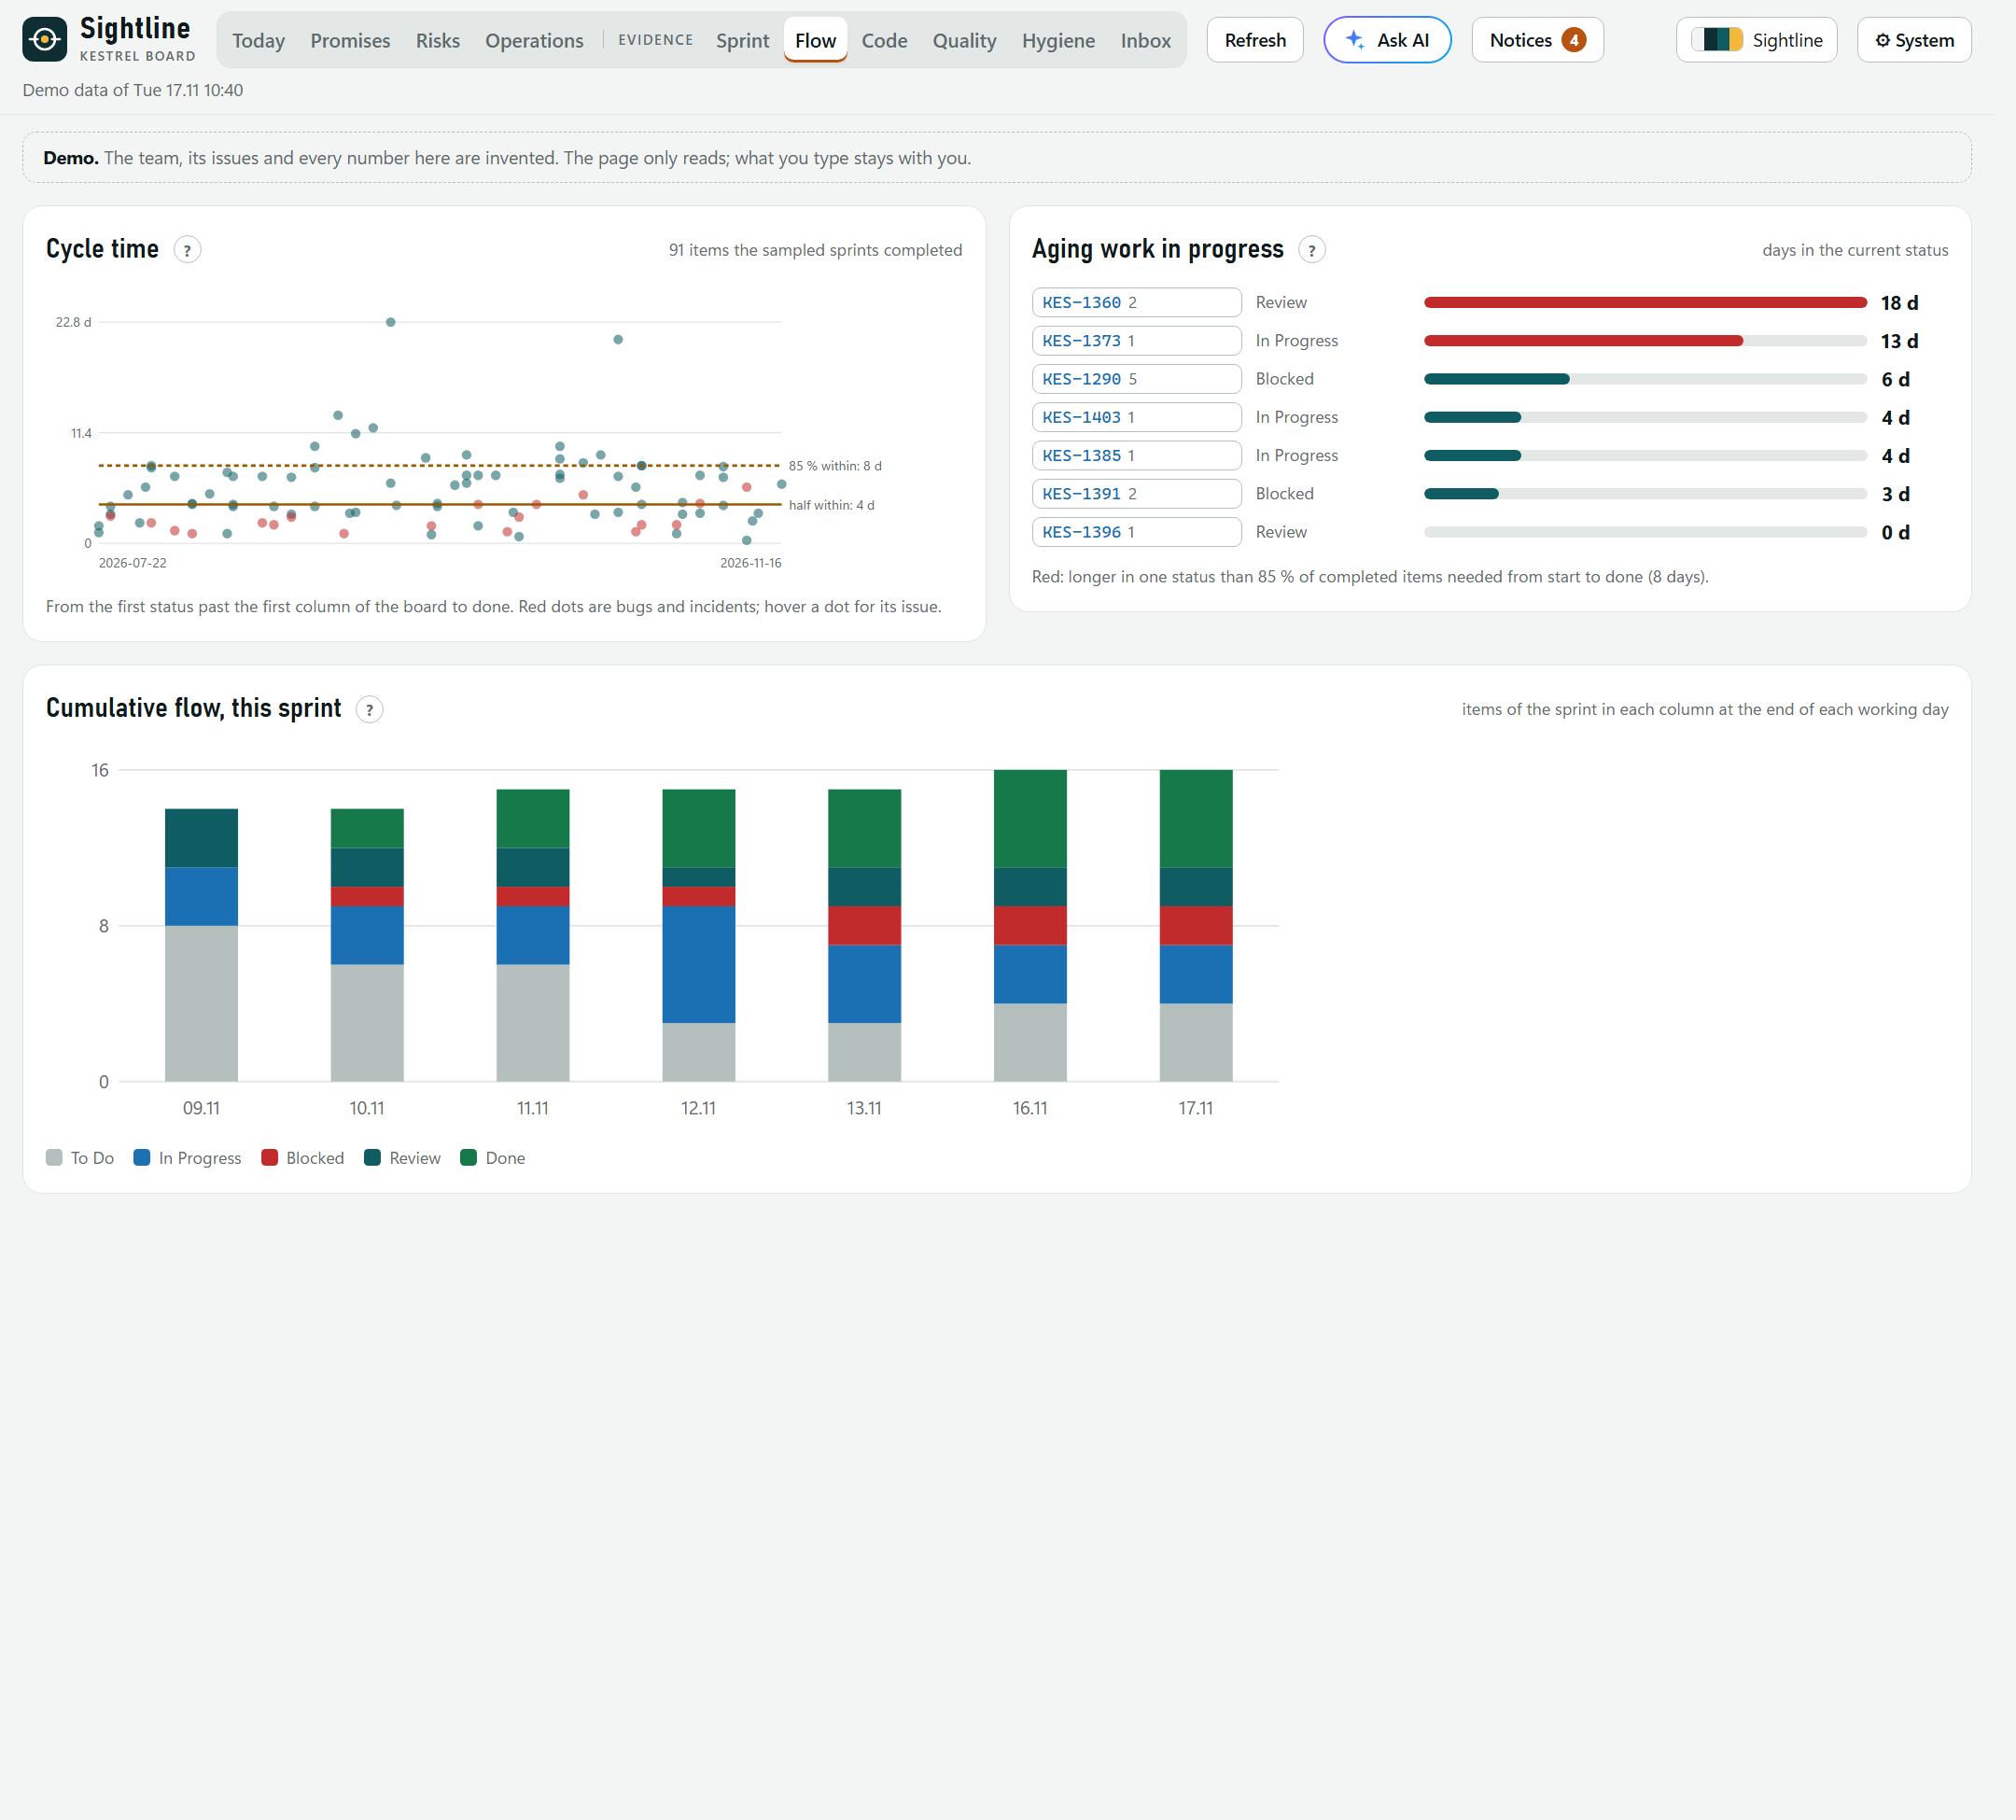 Sightline
KESTREL BOARD
Today Promises Risks Operations EVIDENCE Sprint Flow Code Quality Hygiene Inbox
Refresh
Ask AI
Notices 4
Sightline
System
Demo data of Tue 17.11 10:40
Demo. The team, its issues and every number here are invented. The page only reads; what you type stays with you.
Cycle time ?
91 items the sampled sprints completed
22.8 d
11.4
85 % within: 8 d
half within: 4 d
0
2026-07-22 2026-11-16
From the first status past the first column of the board to done. Red dots are bugs and incidents; hover a dot for its issue.
Aging work in progress ?
days in the current status
KES-1360 2 Review 18 d
KES-1373 1 In Progress 13 d
KES-1290 5 Blocked 6 d
KES-1403 1 In Progress 4 d
KES-1385 1 In Progress 4 d
KES-1391 2 Blocked 3 d
KES-1396 1 Review 0 d
Red: longer in one status than 85 % of completed items needed from start to done (8 days).
Cumulative flow, this sprint ?
items of the sprint in each column at the end of each working day
16
8
0
09.11 10.11 11.11 12.11 13.11 16.11 17.11
To Do In Progress Blocked Review Done